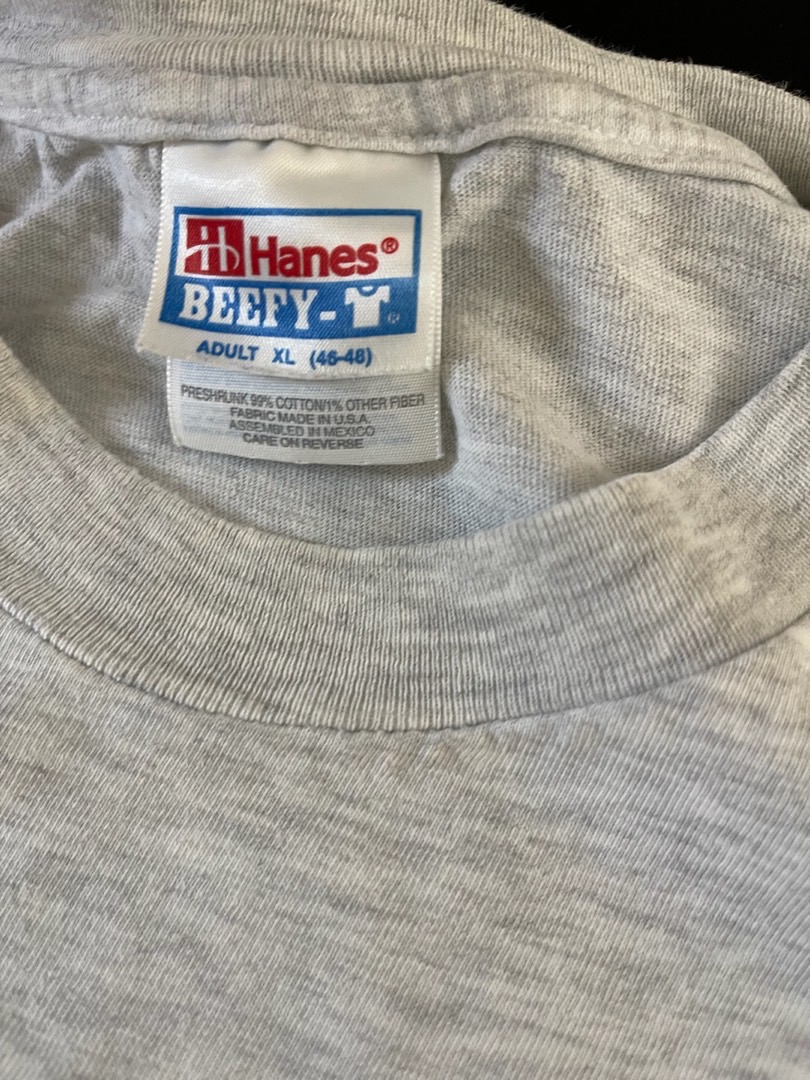 H Hanes®
BEEFY-T®
ADULT XL (46-48)
PRESHRUNK 99% COTTON/1% OTHER FIBER
FABRIC MADE IN U.S.A.
ASSEMBLED IN MEXICO
CARE ON REVERSE